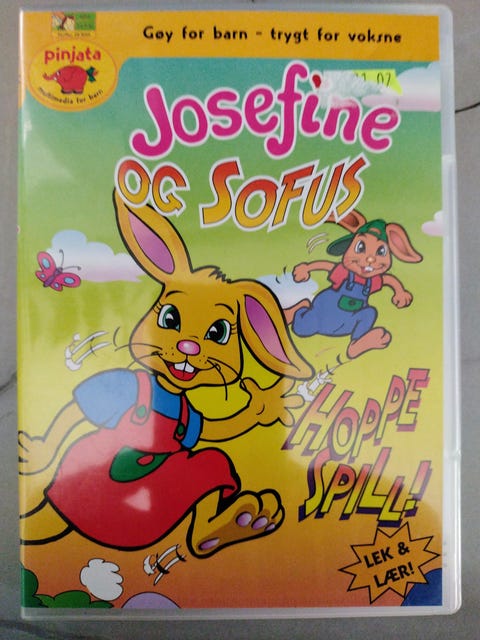 Gøy for barn – trygt for voksne
pinjata
multimedia for barn
Josefine
OG SOFUS
HOPPE
SPILL!
LEK &
LÆR!